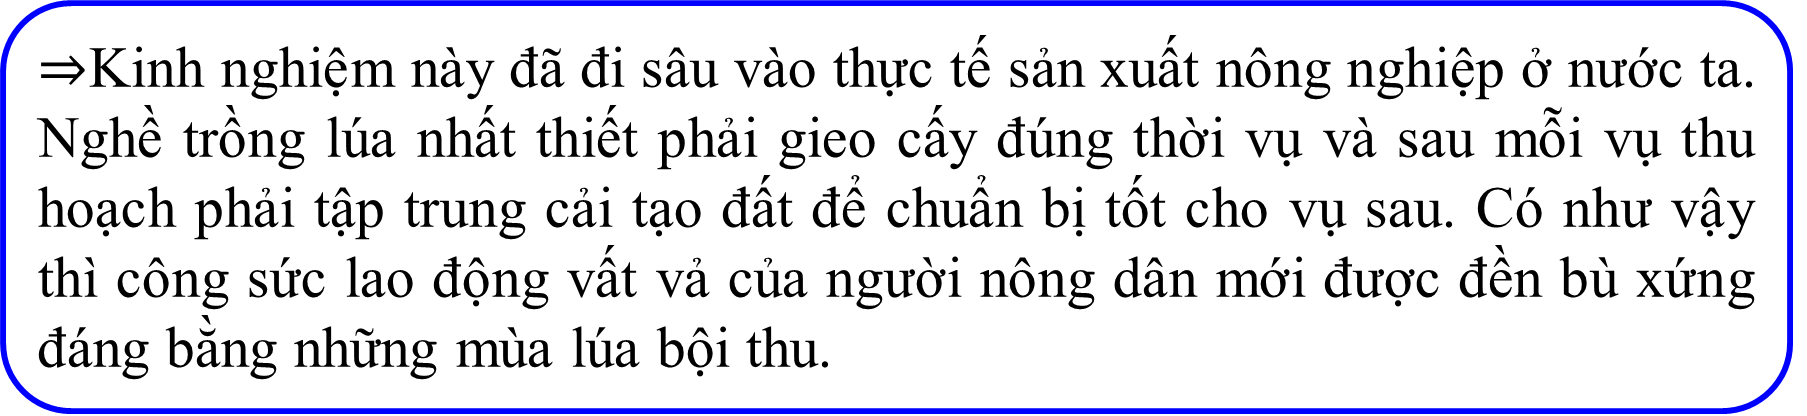 ⇒Kinh nghiệm này đã đi sâu vào thực tế sản xuất nông nghiệp ở nước ta.
Nghề trồng lúa nhất thiết phải gieo cấy đúng thời vụ và sau mỗi vụ thu
hoạch phải tập trung cải tạo đất để chuẩn bị tốt cho vụ sau. Có như vậy
thì công sức lao động vất vả của người nông dân mới được đền bù xứng
đáng bằng những mùa lúa bội thu.